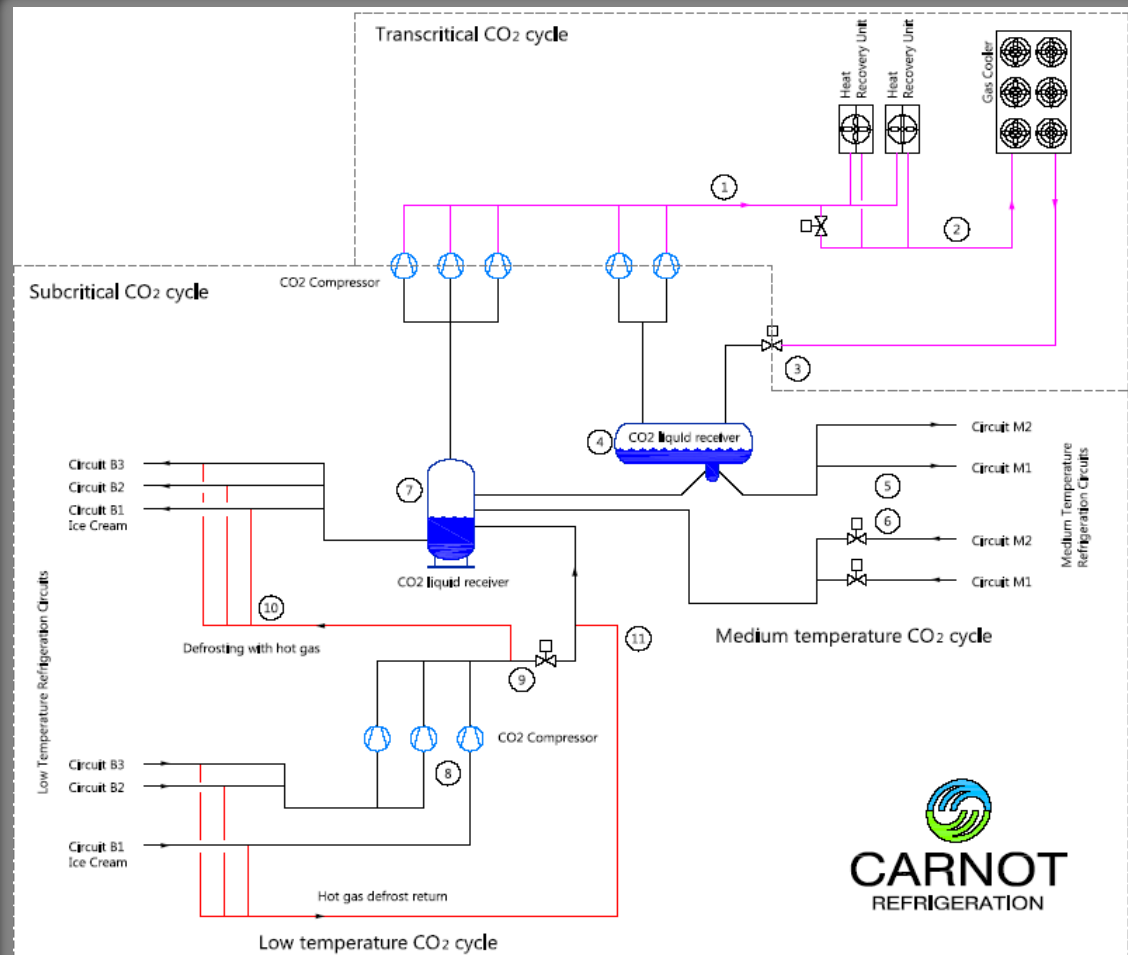 Transcritical CO2 cycle
Heat
Recovery Unit
Heat
Recovery Unit
Gas Cooler
1
2
CO2 Compressor
Subcritical CO2 cycle
3
4
CO2 liquid receiver
Circuit M2
Circuit M1
5
6
Circuit M2
Circuit M1
Medium Temperature
Refrigeration Circuits
Circuit B3
Circuit B2
Circuit B1
Ice Cream
7
CO2 liquid receiver
10
Defrosting with hot gas
11
Medium temperature CO2 cycle
9
Low Temperature Refrigeration Circuits
CO2 Compressor
8
Circuit B3
Circuit B2
Circuit B1
Ice Cream
Hot gas defrost return
Low temperature CO2 cycle
CARNOT
REFRIGERATION